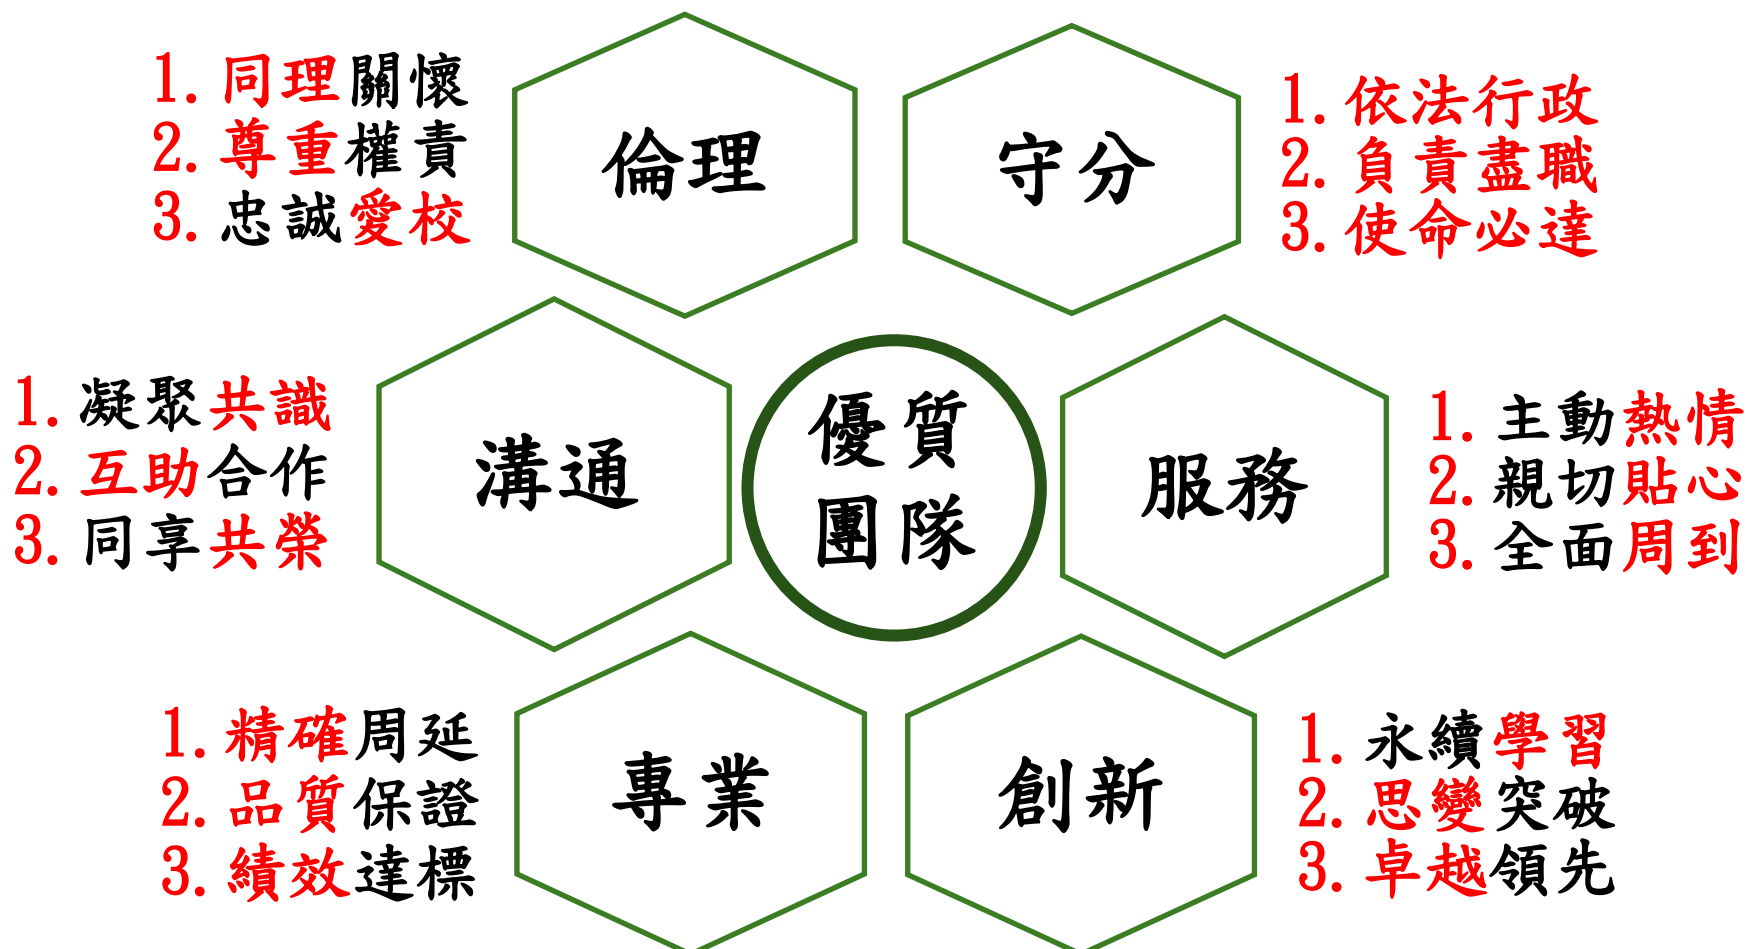 1.同理關懷
2.尊重權責
3.忠誠愛校
倫理
守分
1.依法行政
2.負責盡職
3.使命必達
1.凝聚共識
2.互助合作
3.同享共榮
溝通
優質
團隊
服務
1.主動熱情
2.親切貼心
3.全面周到
1.精確周延
2.品質保證
3.績效達標
專業
創新
1.永續學習
2.思變突破
3.卓越領先